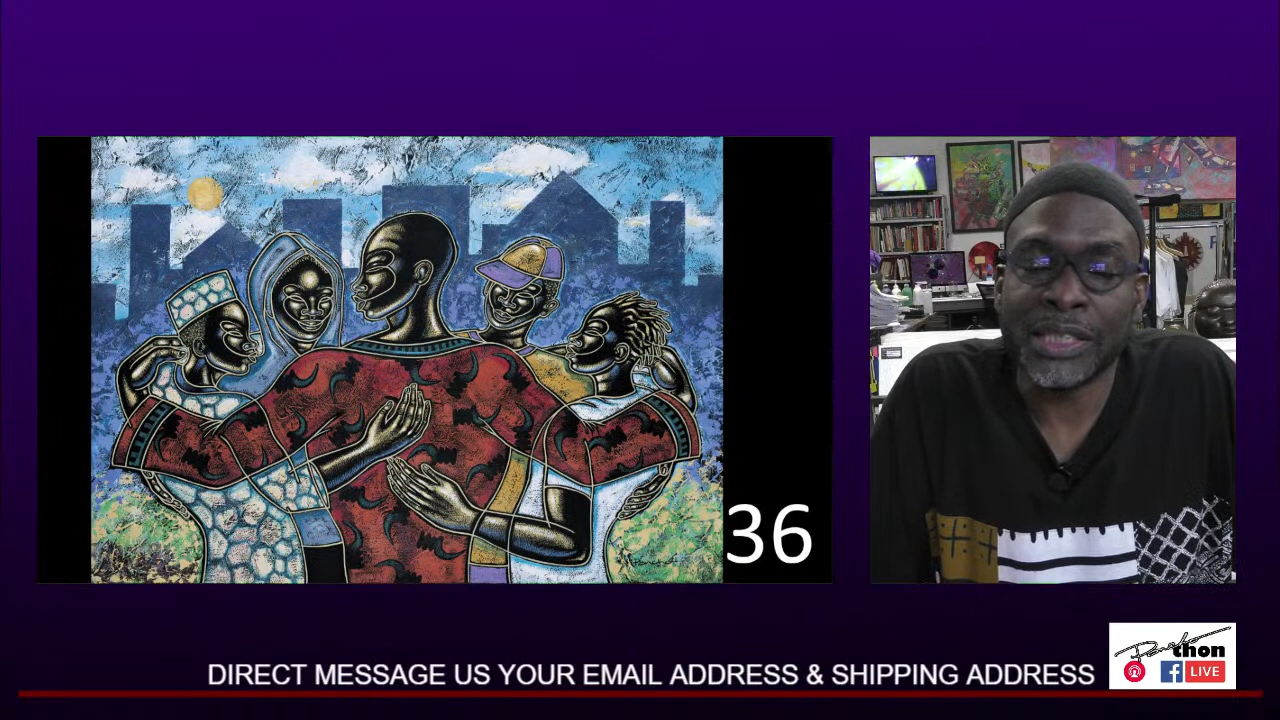 36
DIRECT MESSAGE US YOUR EMAIL ADDRESS & SHIPPING ADDRESS
thon
LIVE